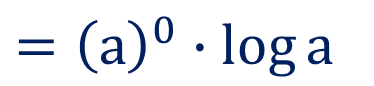 = (a)⁰ · log a